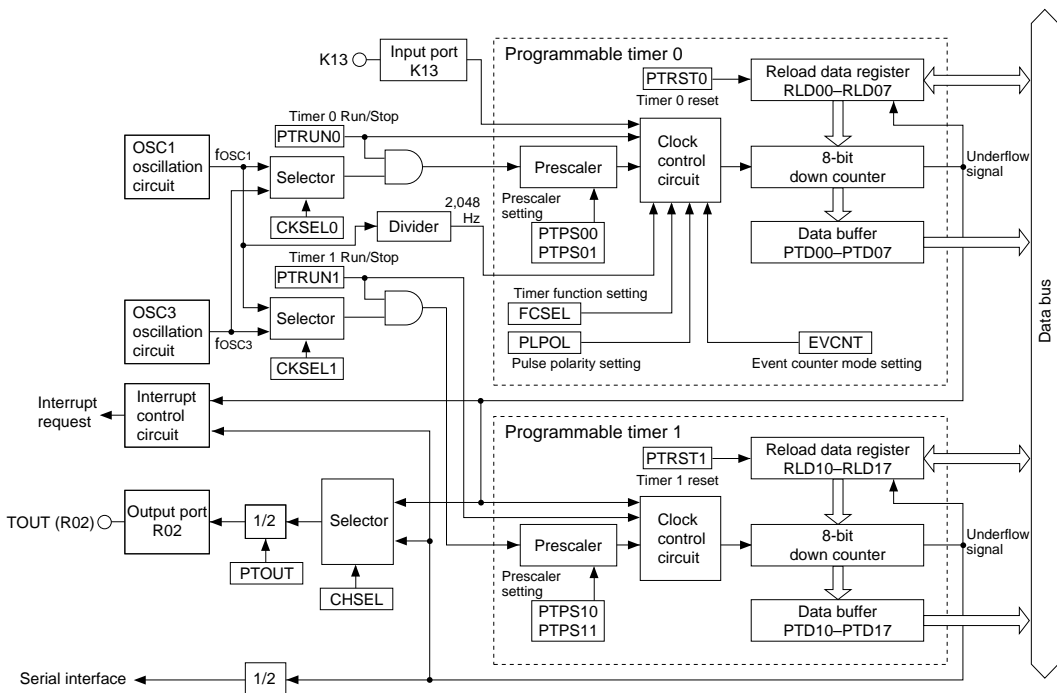 K13
Input port
K13
Programmable timer 0
PTRST0
Timer 0 reset
Reload data register
RLD00–RLD07
Timer 0 Run/Stop
PTRUN0
OSC1
oscillation
circuit
fOSC1
Selector
CKSEL0
Prescaler
Prescaler
setting
PTPS00
PTPS01
Clock
control
circuit
8-bit
down counter
Underflow
signal
Divider
2,048
Hz
Data buffer
PTD00–PTD07
Timer 1 Run/Stop
PTRUN1
OSC3
oscillation
circuit
fOSC3
Selector
CKSEL1
Timer function setting
FCSEL
PLPOL
Pulse polarity setting
EVCNT
Event counter mode setting
Data bus
Interrupt
request
Interrupt
control
circuit
Programmable timer 1
PTRST1
Timer 1 reset
Reload data register
RLD10–RLD17
TOUT (R02)
Output port
R02
1/2
PTOUT
Selector
CHSEL
Prescaler
Prescaler
setting
PTPS10
PTPS11
Clock
control
circuit
8-bit
down counter
Underflow
signal
Data buffer
PTD10–PTD17
Serial interface
1/2